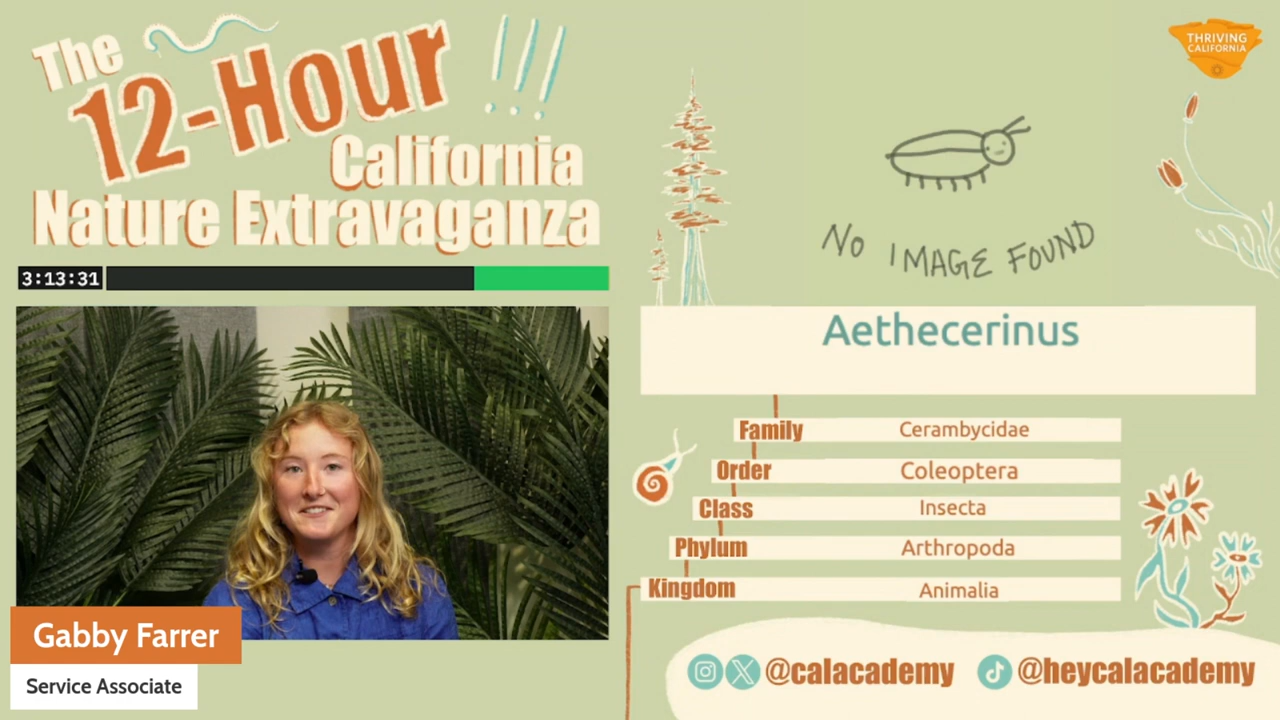 The
12-Hour!!!
California
Nature Extravaganza
3:13:31
Gabby Farrer
Service Associate
THRIVING
CALIFORNIA
NO IMAGE FOUND
Aethecerinus
Family Cerambycidae
Order Coleoptera
Class Insecta
Phylum Arthropoda
Kingdom Animalia
@calacademy @heycalacademy